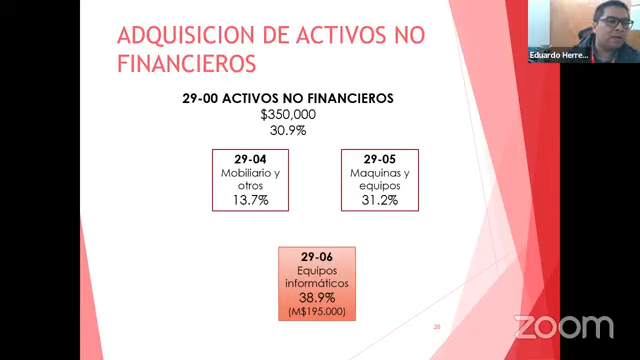 ADQUISICION DE ACTIVOS NO
FINANCIEROS
29-00 ACTIVOS NO FINANCIEROS
$350,000
30.9%
29-04
Mobiliario y
otros
13.7%
29-05
Maquinas y
equipos
31.2%
29-06
Equipos
informáticos
38.9%
(M$195.000)
26
Eduardo Herre...
zoom